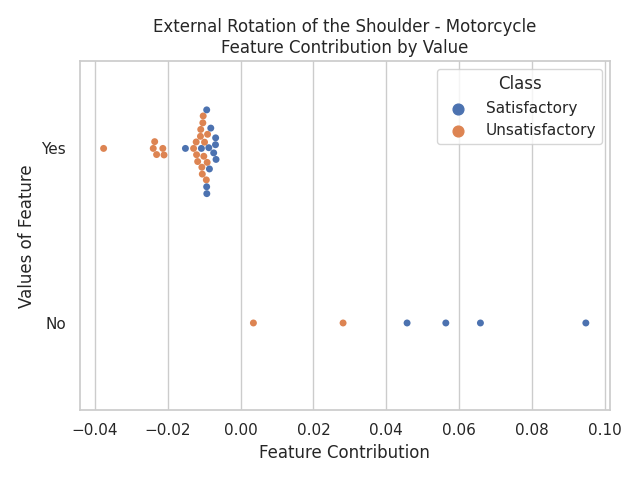 External Rotation of the Shoulder - Motorcycle
Feature Contribution by Value
Class
Satisfactory
Unsatisfactory
Values of Feature
Yes
No
−0.04 −0.02 0.00 0.02 0.04 0.06 0.08 0.10
Feature Contribution